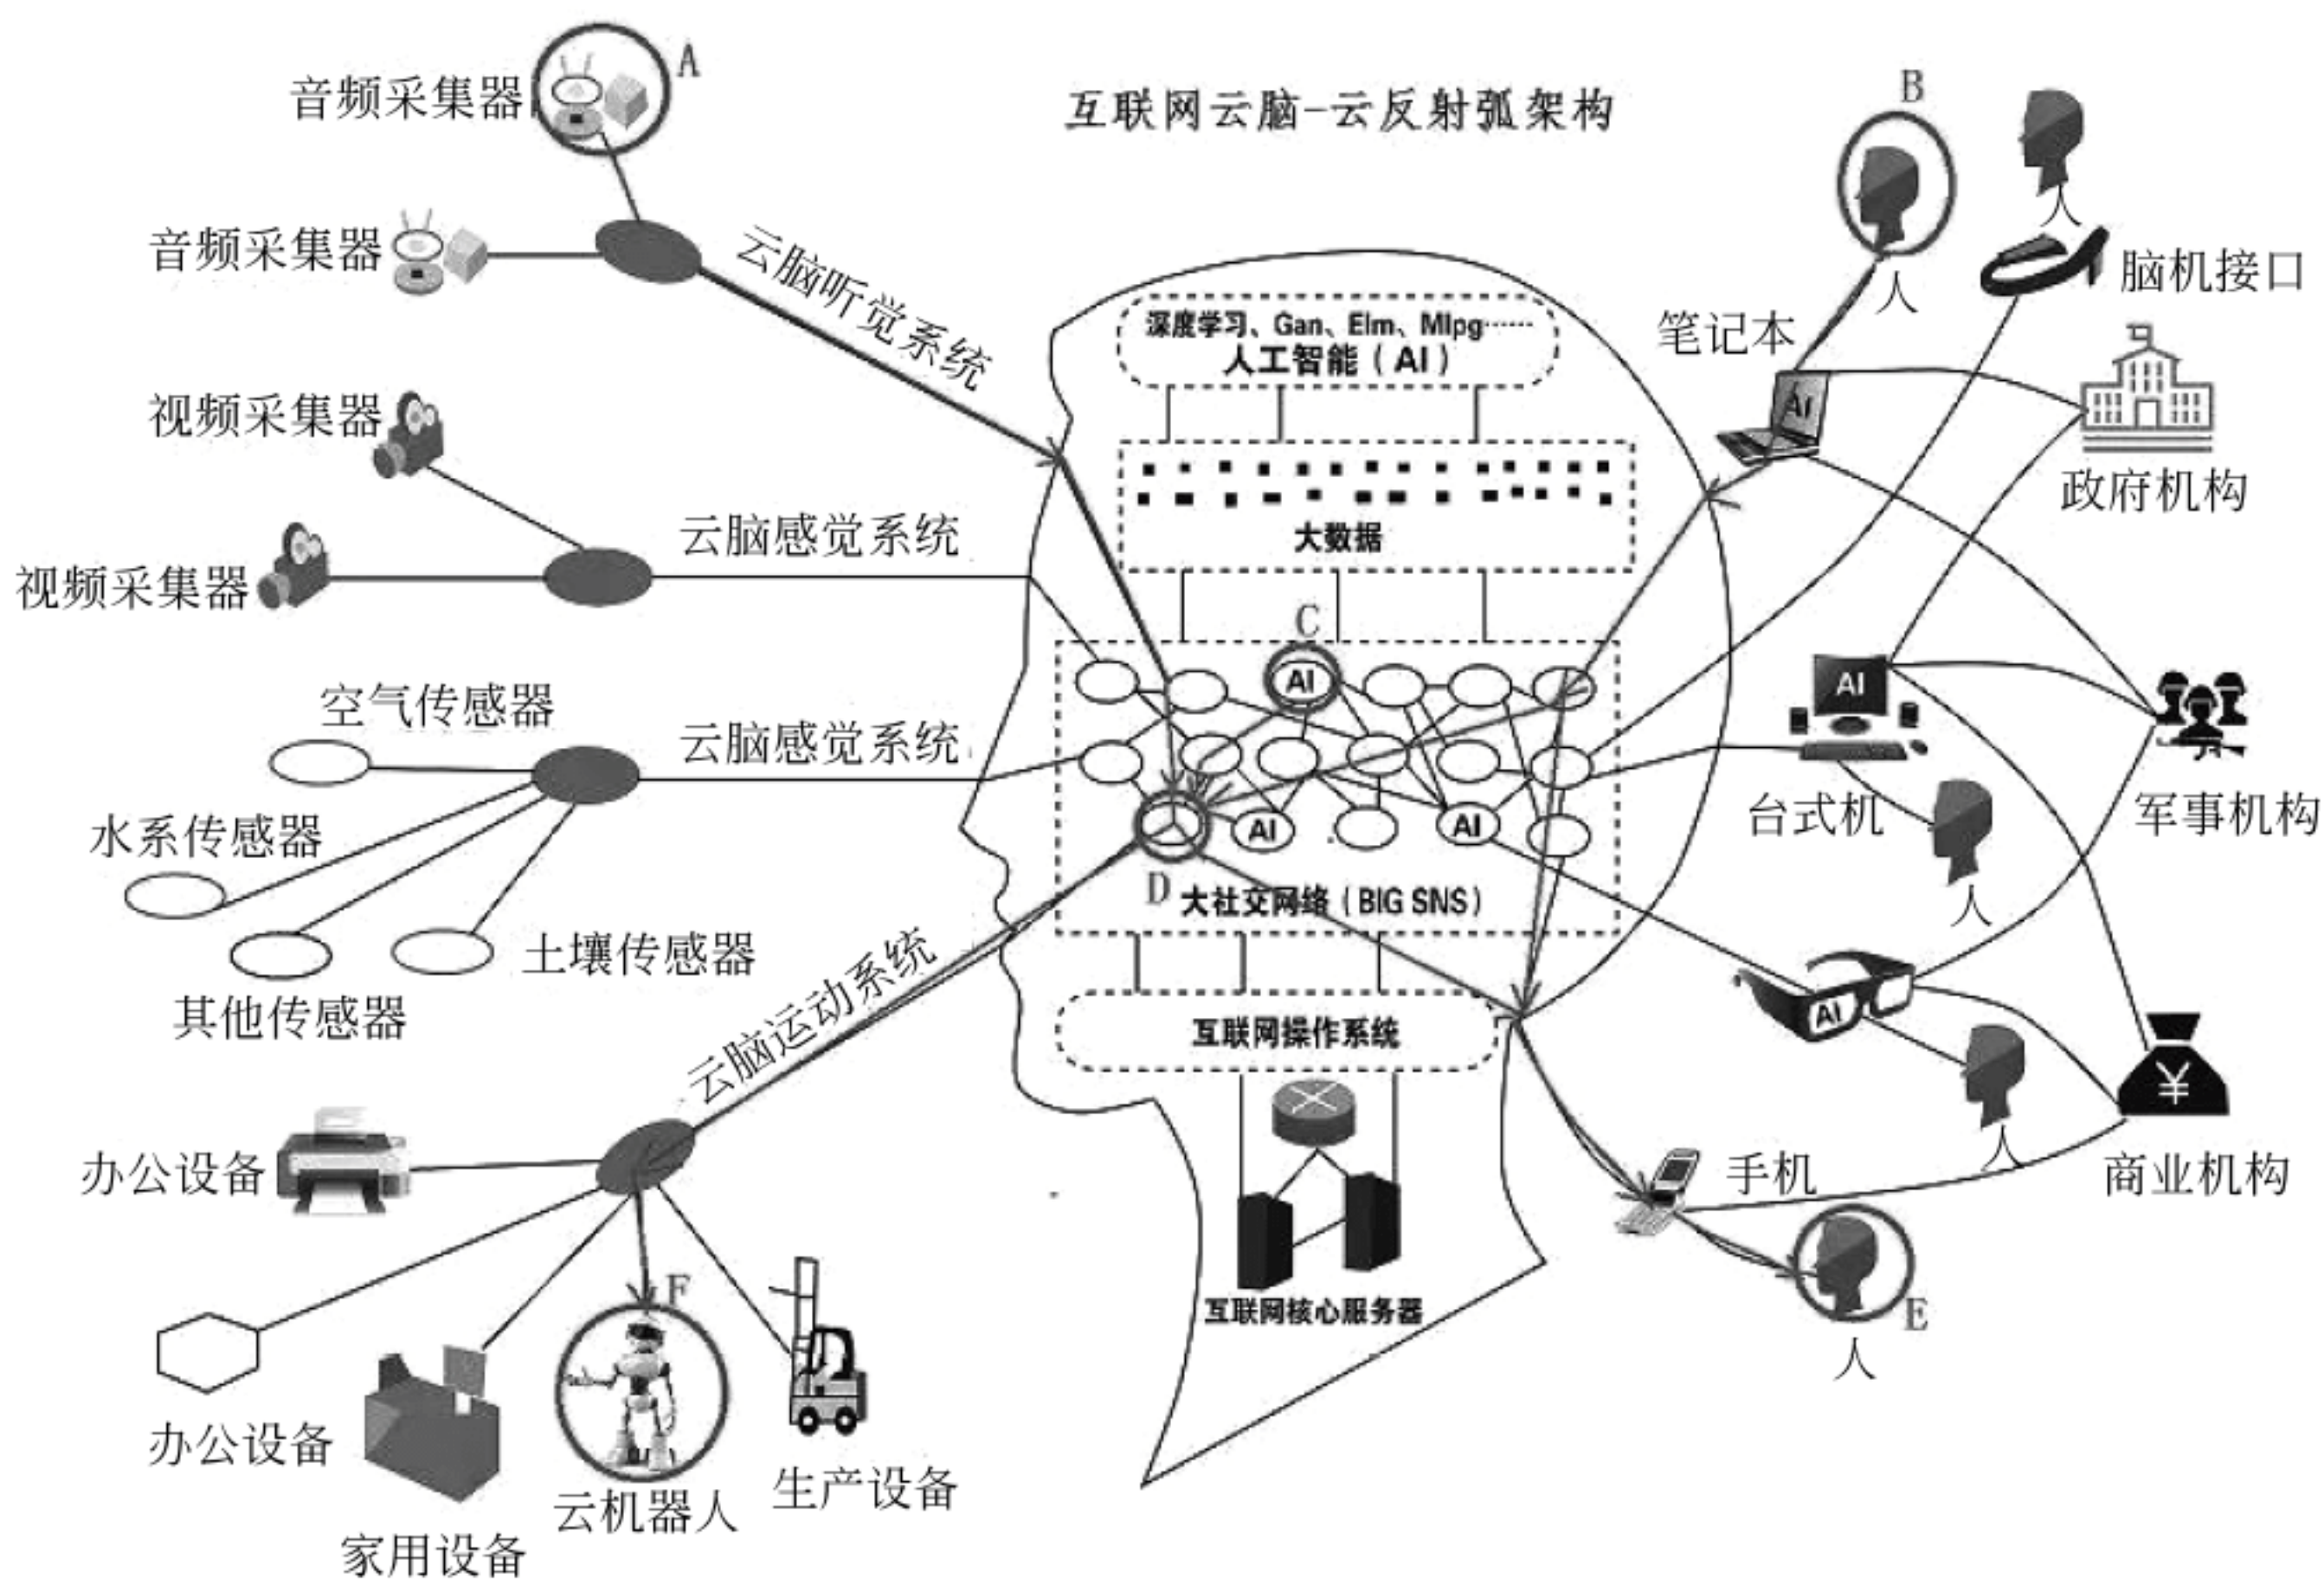 互联网云脑-云反射弧架构
A
音频采集器
音频采集器
云脑听觉系统
视频采集器
视频采集器
云脑感觉系统
空气传感器
云脑感觉系统
水系传感器
土壤传感器
其他传感器
云脑运动系统
办公设备
办公设备
家用设备
F
云机器人
生产设备
深度学习、Gan、Elm、Mlpg……
人工智能（AI）
大数据
C
AI
AI
AI
D
大社交网络（BIG SNS）
互联网操作系统
互联网核心服务器
B
人
人
脑机接口
笔记本
AI
政府机构
AI
台式机
人
军事机构
AI
人
¥
商业机构
手机
E
人